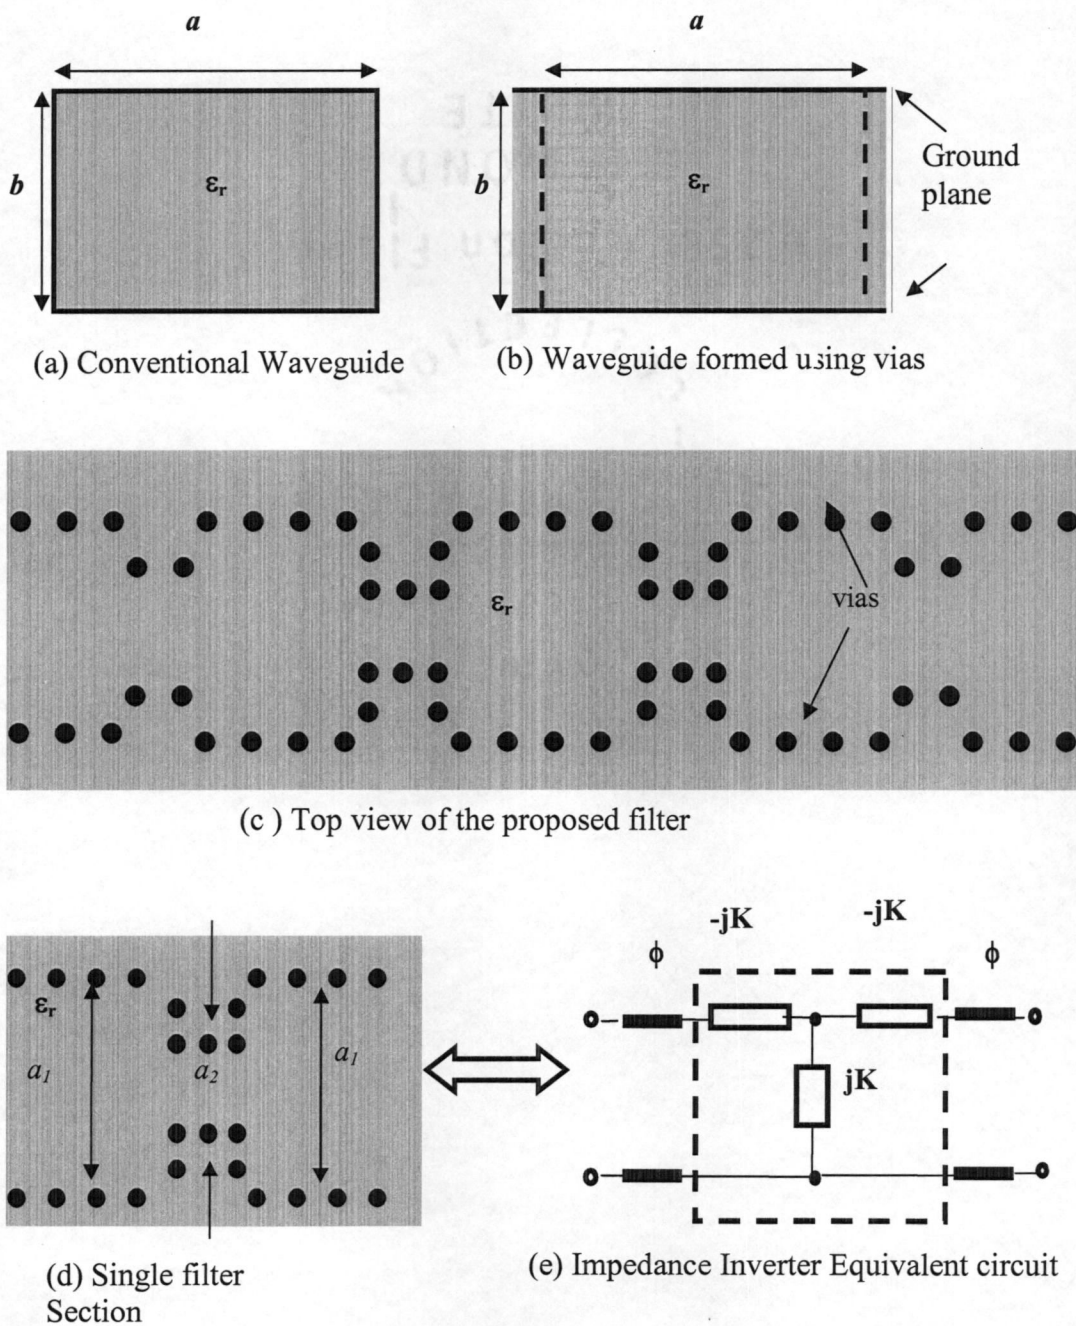 a
a
b
εr
b
εr
Ground
plane
(a) Conventional Waveguide
(b) Waveguide formed using vias
εr
vias
(c ) Top view of the proposed filter
-jK
-jK
ϕ
ϕ
εr
a1
a2
a1
jK
(d) Single filter
Section
(e) Impedance Inverter Equivalent circuit